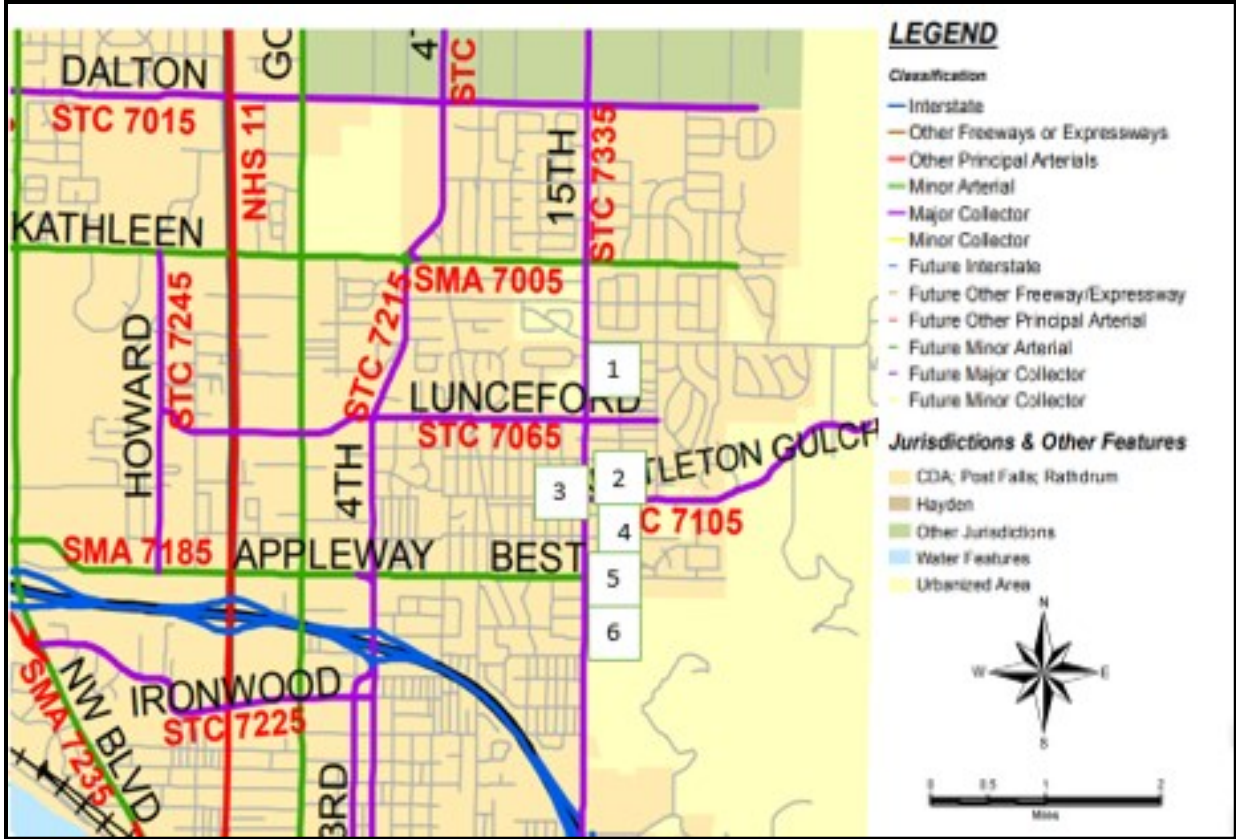 DALTON
STC 7015
NHS 11
GO
4T
STC
15TH
STC 7335
KATHLEEN
SMA 7005
HOWARD
STC 7245
STC 7215
LUNCEFORD
STC 7065
1
2
3
4
5
6
TLETON GULCH
C 7105
4TH
SMA 7185
APPLEWAY
BEST
IRONWOOD
STC 7225
NW BLVD
SMA 7235
3RD
LEGEND
Classification
Interstate
Other Freeways or Expressways
Other Principal Arterials
Minor Arterial
Major Collector
Minor Collector
Future Interstate
Future Other Freeway/Expressway
Future Other Principal Arterial
Future Minor Arterial
Future Major Collector
Future Minor Collector
Jurisdictions & Other Features
CDA; Post Falls; Rathdrum
Hayden
Other Jurisdictions
Water Features
Urbanized Area
N
W
E
S
0 0.5 1 2
Miles